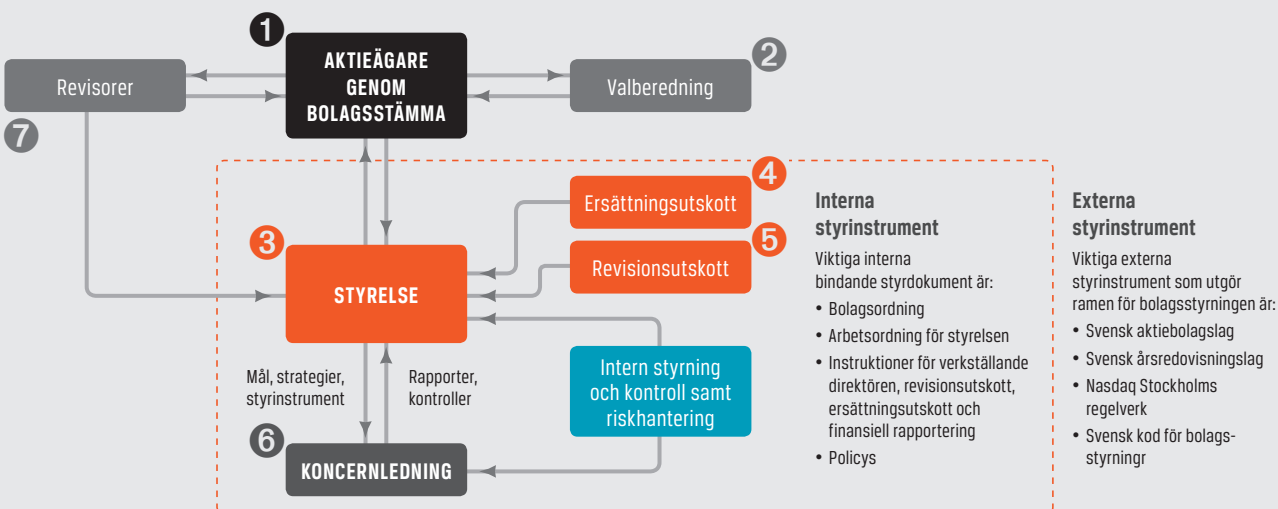 1
AKTIEÄGARE
GENOM
BOLAGSSTÄMMA
2
Valberedning
Revisorer
7
3
STYRELSE
4
Ersättningsutskott
5
Revisionsutskott
Mål, strategier,
styrinstrument
Rapporter,
kontroller
Intern styrning
och kontroll samt
riskhantering
6
KONCERNLEDNING
Interna
styrinstrument
Viktiga interna
bindande styrdokument är:
• Bolagsordning
• Arbetsordning för styrelsen
• Instruktioner för verkställande
direktören, revisionsutskott,
ersättningsutskott och
finansiell rapportering
• Policys
Externa
styrinstrument
Viktiga externa
styrinstrument som utgör
ramen för bolagsstyrningen är:
• Svensk aktiebolagslag
• Svensk årsredovisningslag
• Nasdaq Stockholms
regelverk
• Svensk kod för bolags-
styrningr